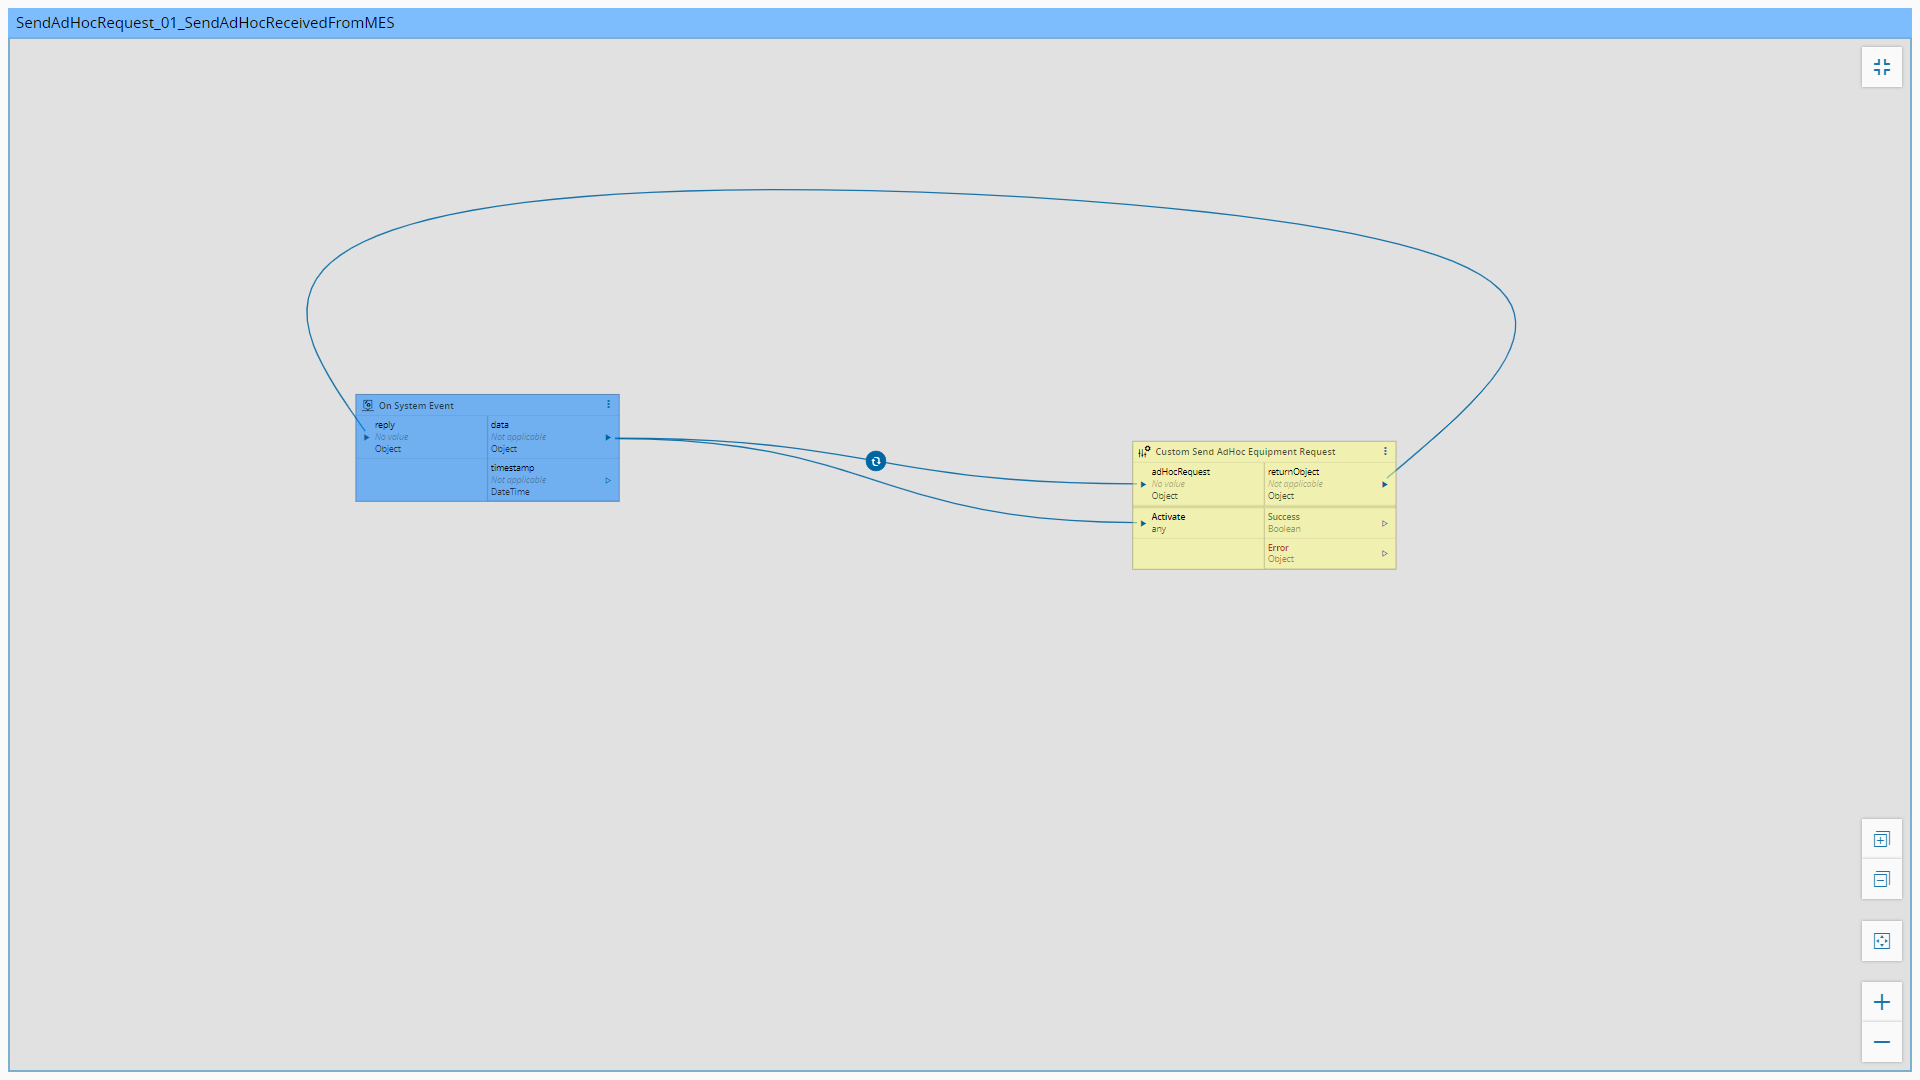 SendAdHocRequest_01_SendAdHocReceivedFromMES
On System Event
reply
No value
Object
data
Not applicable
Object
timestamp
Not applicable
DateTime
Custom Send AdHoc Equipment Request
adHocRequest
No value
Object
returnObject
Not applicable
Object
Activate
any
Success
Boolean
Error
Object